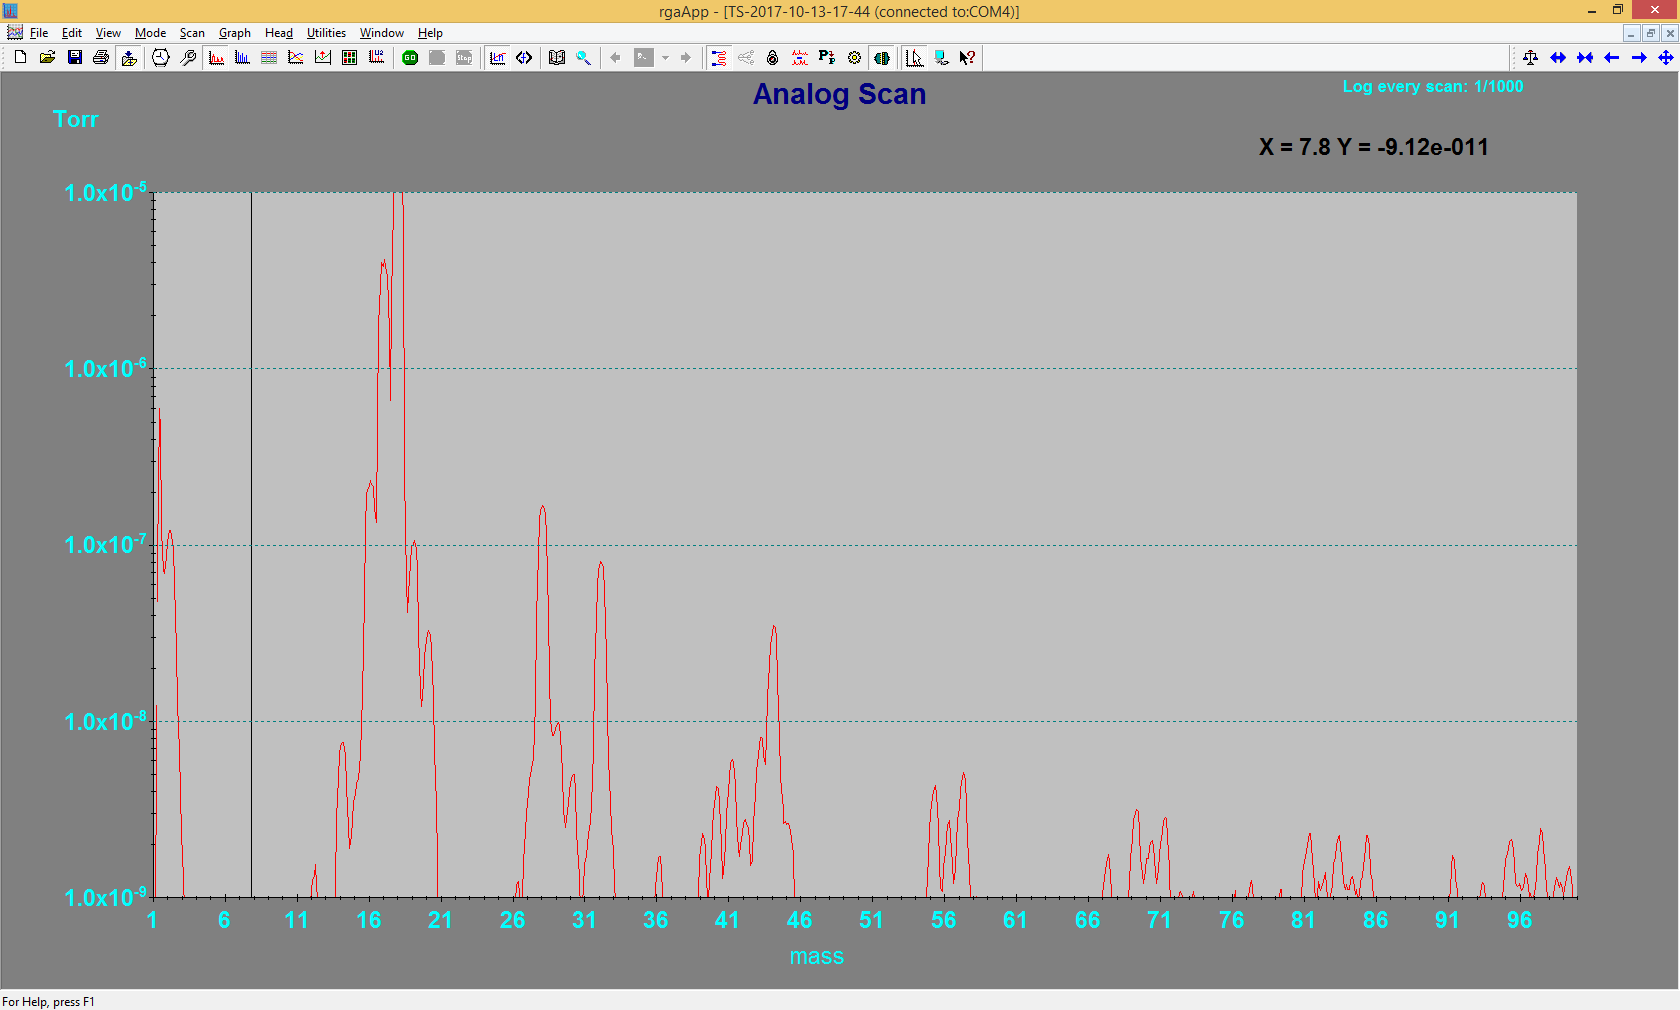 rgaApp - [TS-2017-10-13-17-44 (connected to:COM4)]
File Edit View Mode Scan Graph Head Utilities Window Help
GO Stop
Analog Scan
Log every scan: 1/1000
Torr
X = 7.8 Y = -9.12e-011
1.0x10-5
1.0x10-6
1.0x10-7
1.0x10-8
1.0x10-9
1 6 11 16 21 26 31 36 41 46 51 56 61 66 71 76 81 86 91 96
mass
For Help, press F1